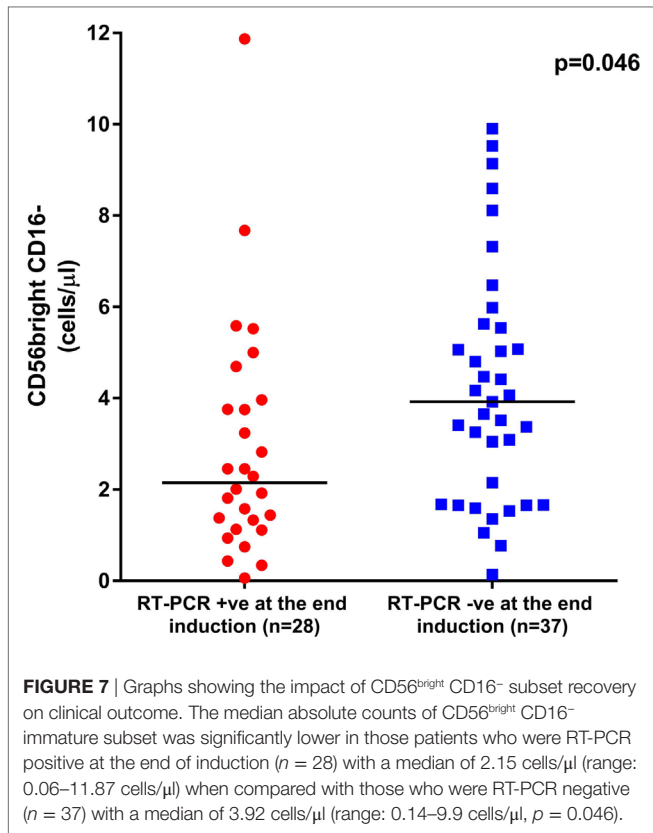 12
10
8
6
4
2
0
p=0.046
CD56bright CD16-
(cells/µl)
RT-PCR +ve at the end
induction (n=28)
RT-PCR -ve at the end
induction (n=37)
FIGURE 7 | Graphs showing the impact of CD56bright CD16− subset recovery
on clinical outcome. The median absolute counts of CD56bright CD16−
immature subset was significantly lower in those patients who were RT-PCR
positive at the end of induction (n = 28) with a median of 2.15 cells/µl (range:
0.06–11.87 cells/µl) when compared with those who were RT-PCR negative
(n = 37) with a median of 3.92 cells/µl (range: 0.14–9.9 cells/µl, p = 0.046).